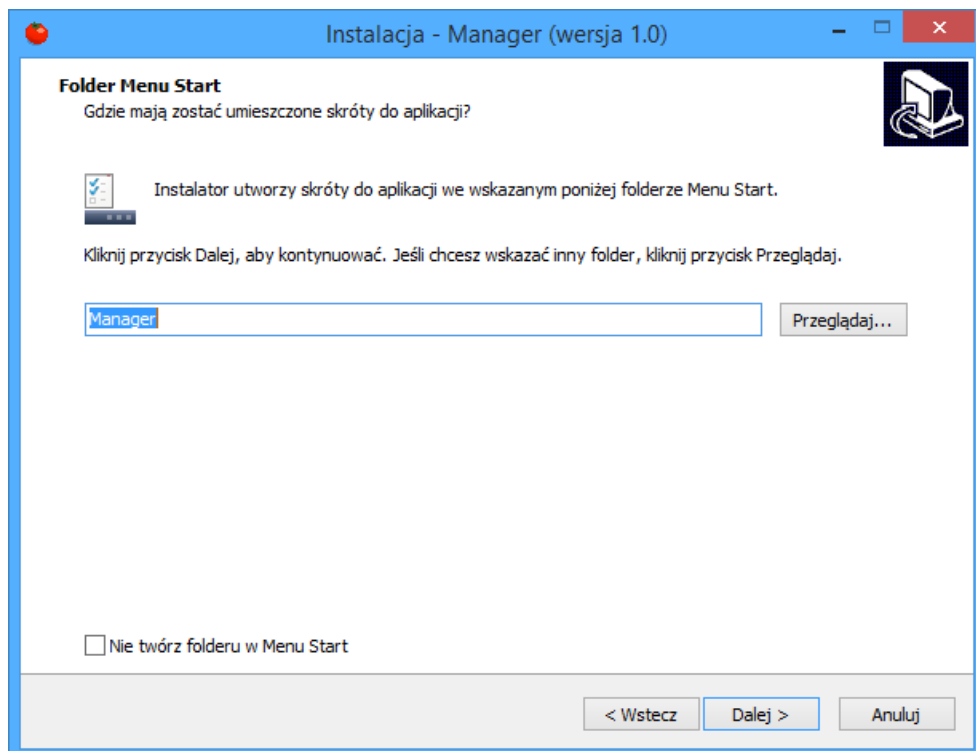 Instalacja - Manager (wersja 1.0)
Folder Menu Start
Gdzie mają zostać umieszczone skróty do aplikacji?
Instalator utworzy skróty do aplikacji we wskazanym poniżej folderze Menu Start.
Kliknij przycisk Dalej, aby kontynuować. Jeśli chcesz wskazać inny folder, kliknij przycisk Przeglądaj.
Manager
Przeglądaj...
Nie twórz folderu w Menu Start
< Wstecz
Dalej >
Anuluj